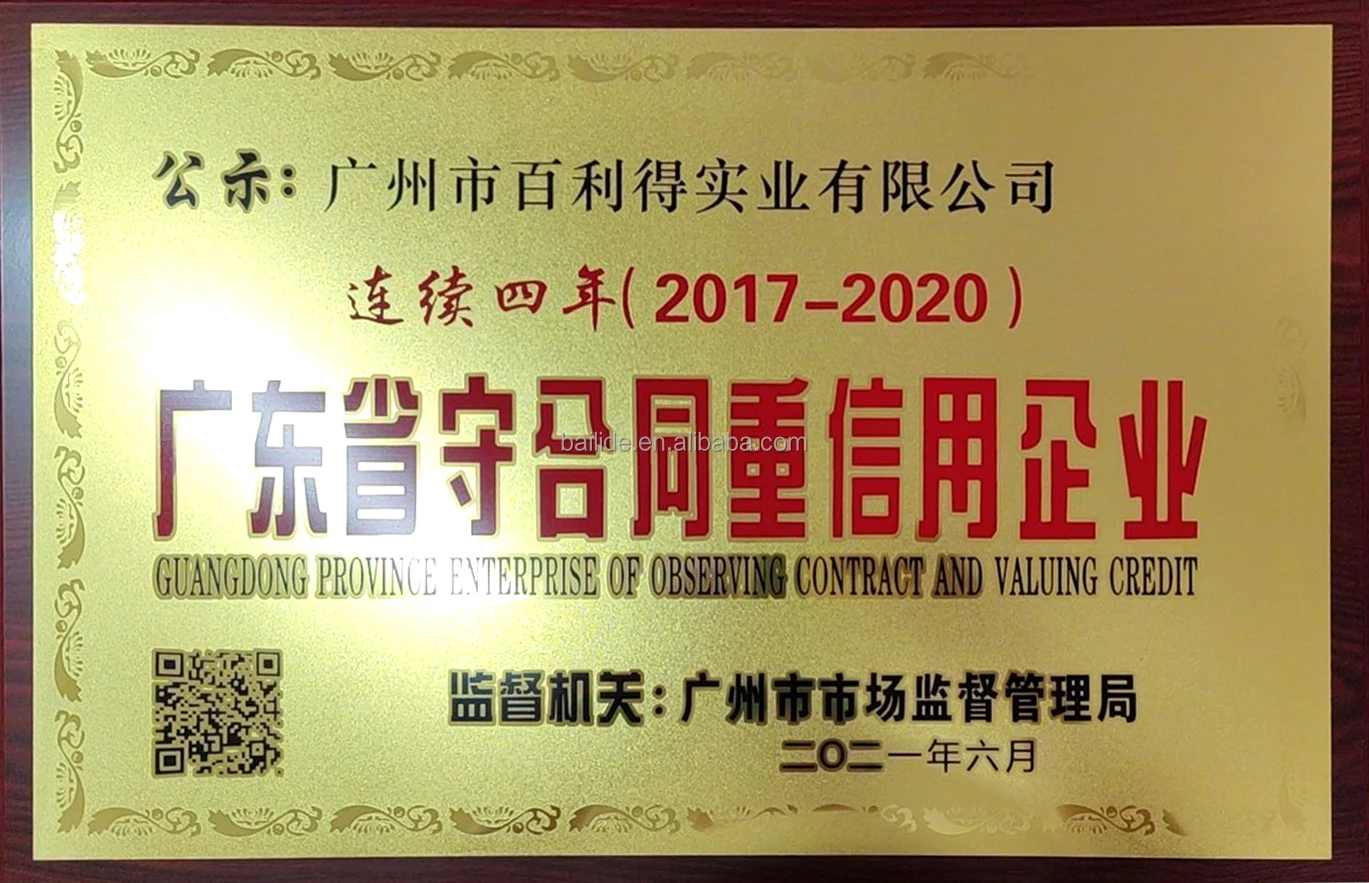 公示：广州市百利得实业有限公司
连续四年（2017-2020）
广东省守合同重信用企业
bailide.en.alibaba.com
GUANGDONG PROVINCE ENTERPRISE OF OBSERVING CONTRACT AND VALUING CREDIT
监督机关：广州市市场监督管理局
二〇二一年六月